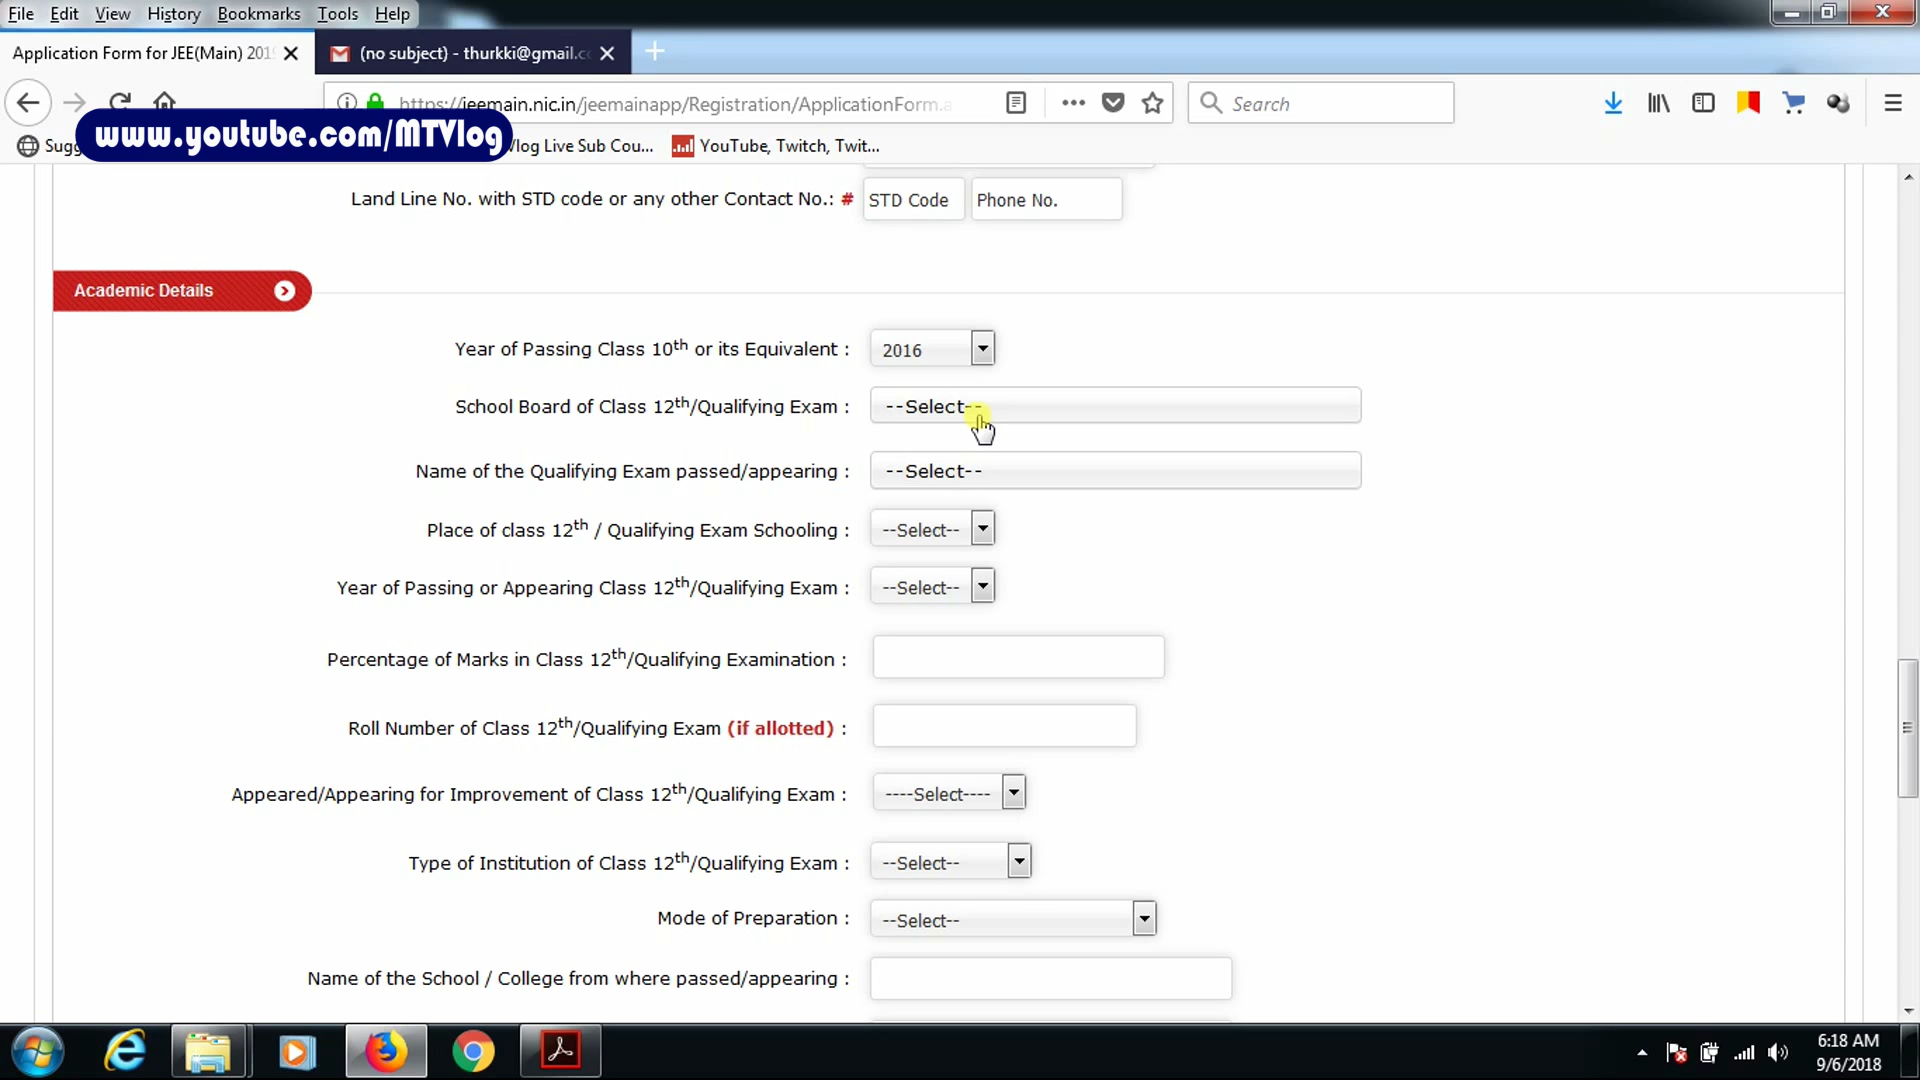 File Edit View History Bookmarks Tools Help
Application Form for JEE(Main) 201
(no subject) - thurkki@gmail.c
https://jeemain.nic.in/jeemainapp/Registration/ApplicationForm.a
Search
www.youtube.com/MTVlog
Sugg
log Live Sub Cou...
YouTube, Twitch, Twit...
Land Line No. with STD code or any other Contact No.: # STD Code Phone No.
Academic Details
Year of Passing Class 10th or its Equivalent : 2016
School Board of Class 12th/Qualifying Exam : --Select--
Name of the Qualifying Exam passed/appearing : --Select--
Place of class 12th / Qualifying Exam Schooling : --Select--
Year of Passing or Appearing Class 12th/Qualifying Exam : --Select--
Percentage of Marks in Class 12th/Qualifying Examination :
Roll Number of Class 12th/Qualifying Exam (if allotted) :
Appeared/Appearing for Improvement of Class 12th/Qualifying Exam : ----Select----
Type of Institution of Class 12th/Qualifying Exam : --Select--
Mode of Preparation : --Select--
Name of the School / College from where passed/appearing :
6:18 AM
9/6/2018